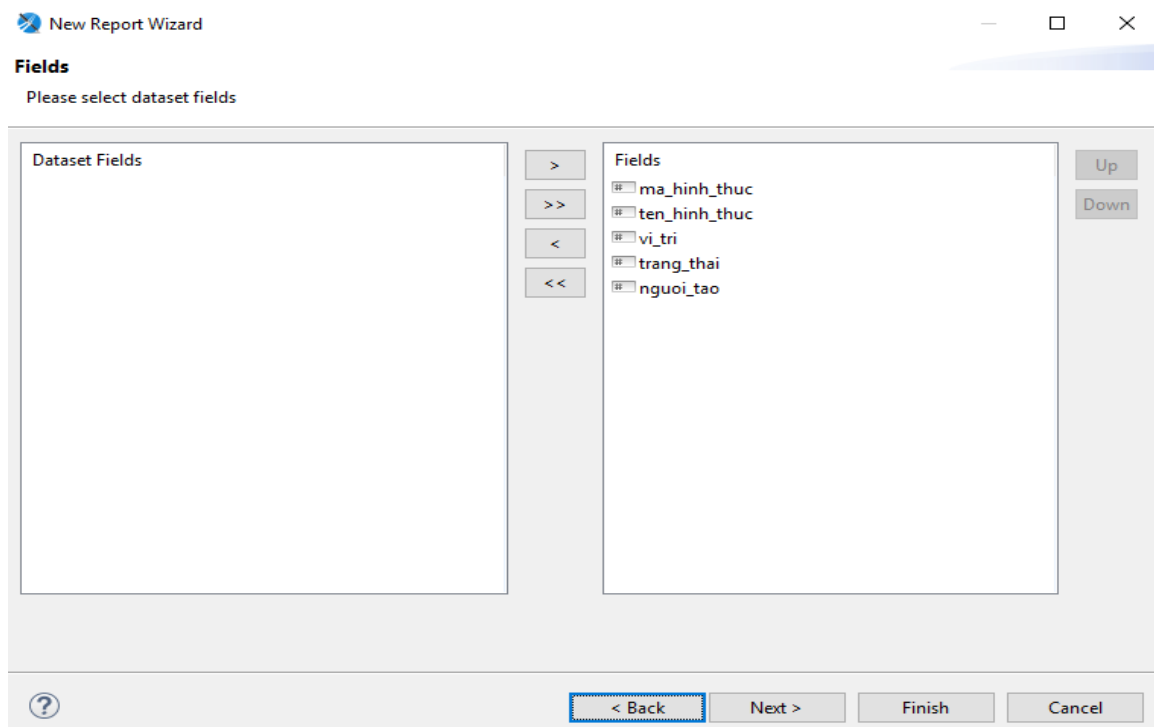 New Report Wizard
Fields
Please select dataset fields
Dataset Fields
>
>>
<
<<
Fields
ma_hinh_thuc
ten_hinh_thuc
vi_tri
trang_thai
nguoi_tao
Up
Down
?
< Back
Next >
Finish
Cancel